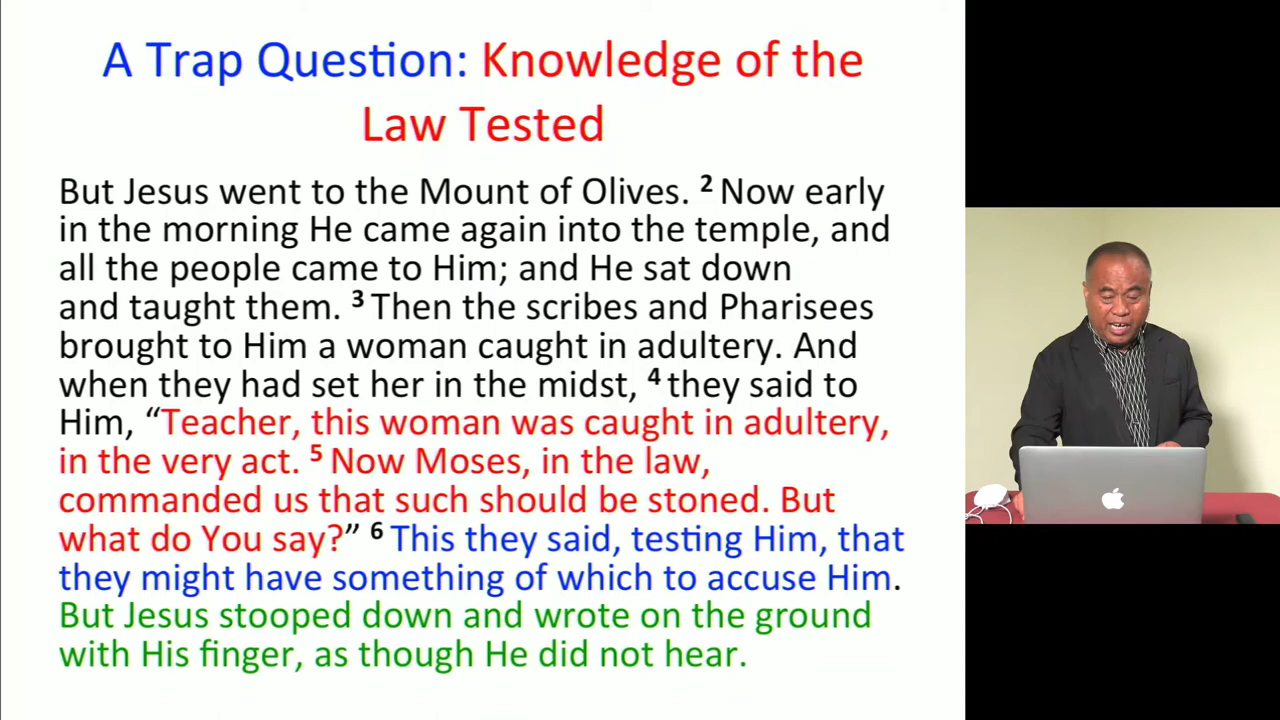 A Trap Question: Knowledge of the
Law Tested
But Jesus went to the Mount of Olives. 2 Now early
in the morning He came again into the temple, and
all the people came to Him; and He sat down
and taught them. 3 Then the scribes and Pharisees
brought to Him a woman caught in adultery. And
when they had set her in the midst, 4 they said to
Him, “Teacher, this woman was caught in adultery,
in the very act. 5 Now Moses, in the law,
commanded us that such should be stoned. But
what do You say?” 6 This they said, testing Him, that
they might have something of which to accuse Him.
But Jesus stooped down and wrote on the ground
with His finger, as though He did not hear.